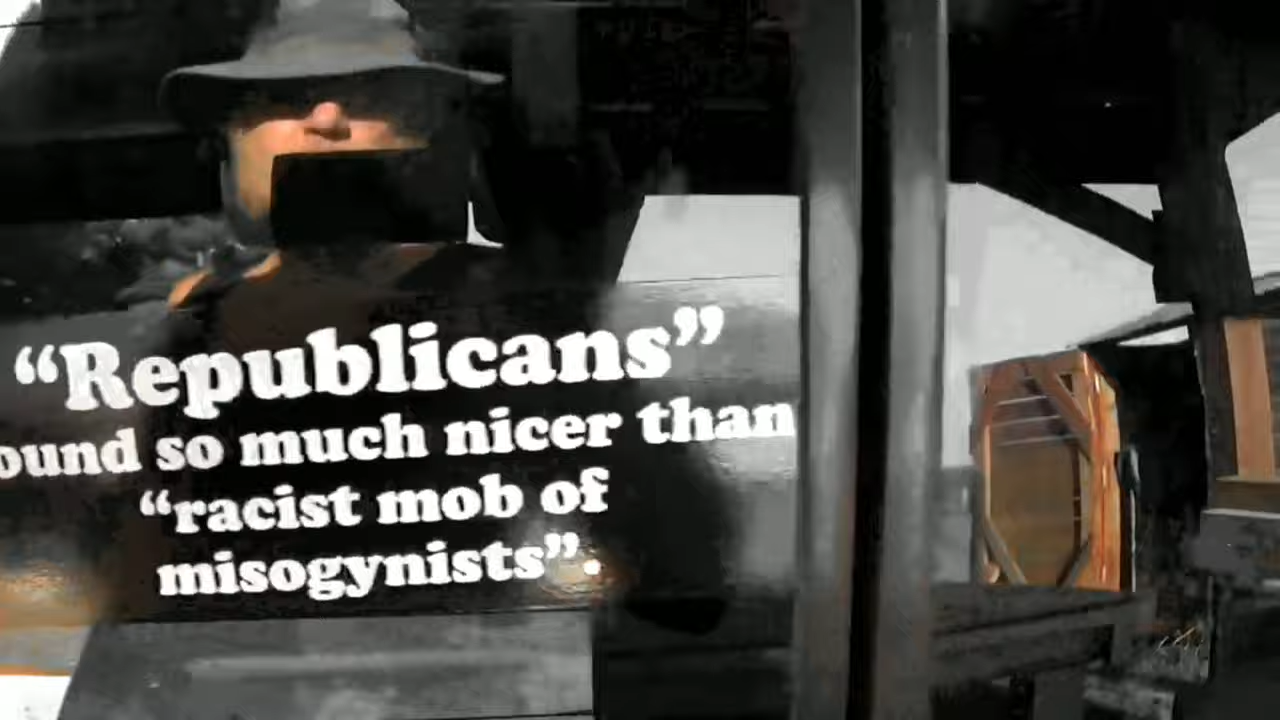 “Republicans”
ound so much nicer than
“racist mob of
misogynists”.